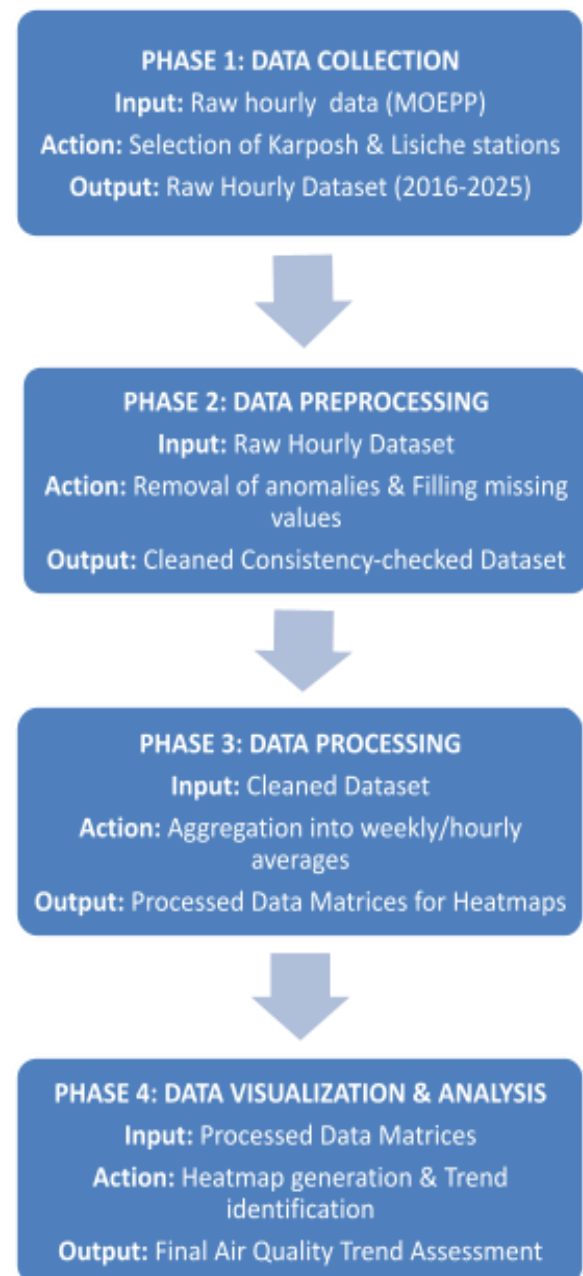 PHASE 1: DATA COLLECTION
Input: Raw hourly data (MOEPP)
Action: Selection of Karposh & Lisiche stations
Output: Raw Hourly Dataset (2016-2025)
PHASE 2: DATA PREPROCESSING
Input: Raw Hourly Dataset
Action: Removal of anomalies & Filling missing
values
Output: Cleaned Consistency-checked Dataset
PHASE 3: DATA PROCESSING
Input: Cleaned Dataset
Action: Aggregation into weekly/hourly
averages
Output: Processed Data Matrices for Heatmaps
PHASE 4: DATA VISUALIZATION & ANALYSIS
Input: Processed Data Matrices
Action: Heatmap generation & Trend
identification
Output: Final Air Quality Trend Assessment